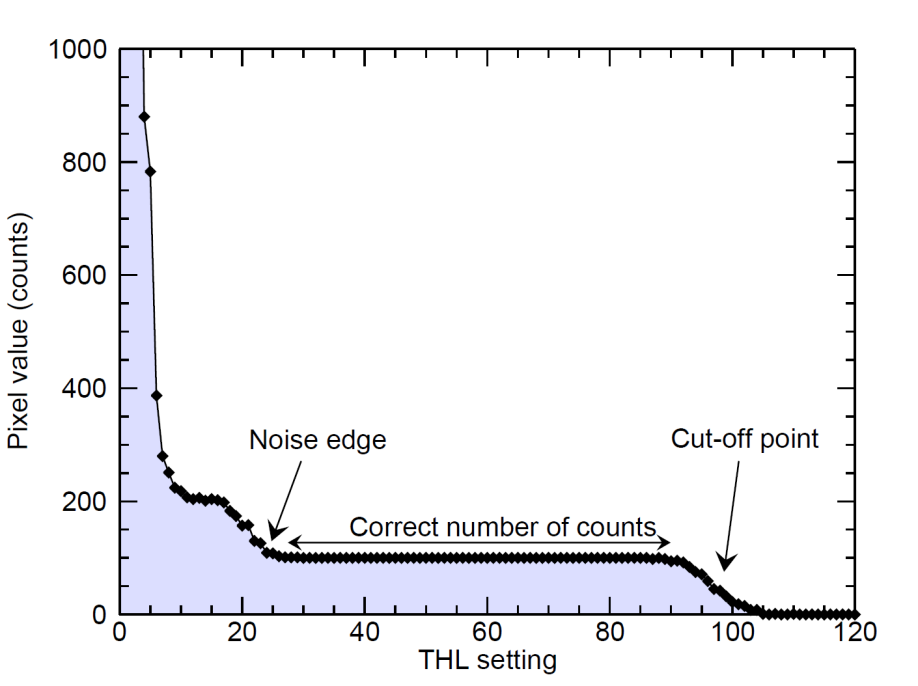 1000
800
600
400
200
0
Pixel value (counts)
Noise edge
Cut-off point
Correct number of counts
0 20 40 60 80 100 120
THL setting